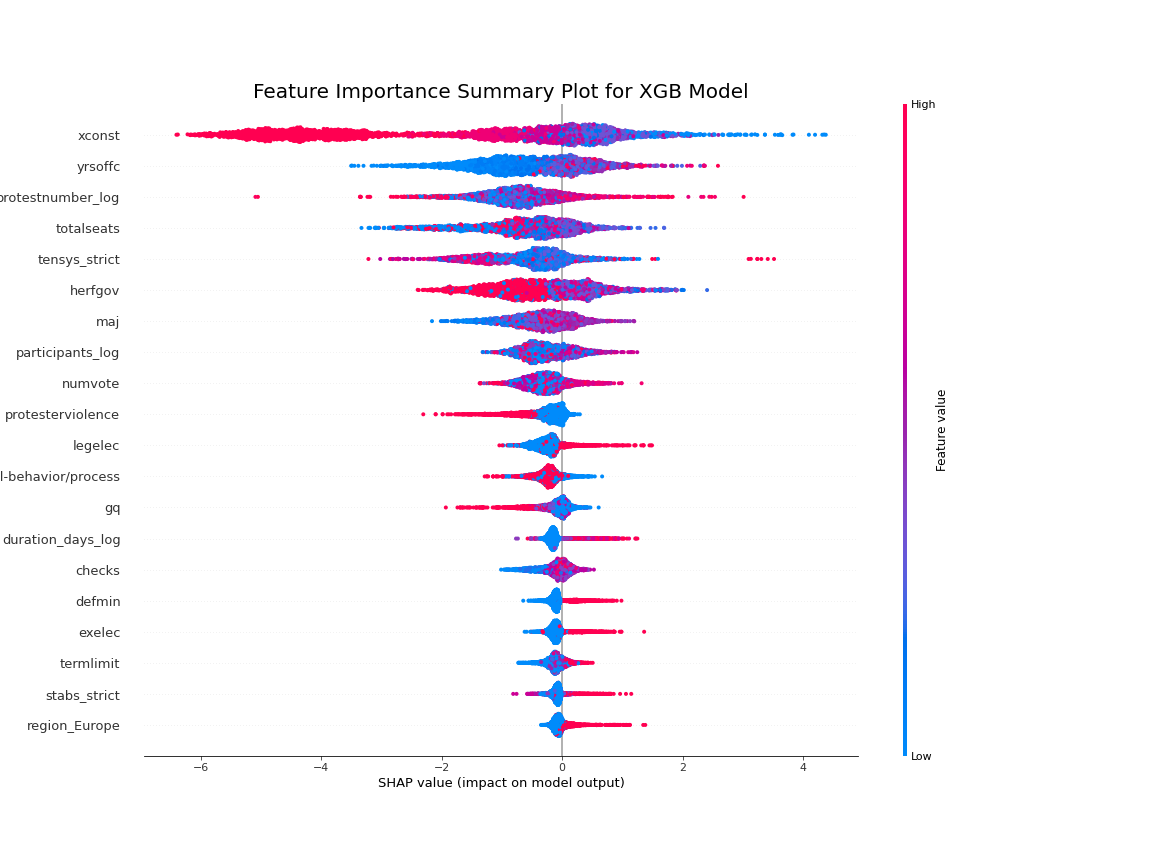 Feature Importance Summary Plot for XGB Model
High
xconst
yrsoffc
protestnumber_log
totalseats
tensys_strict
herfgov
maj
participants_log
numvote
protesterviolence
legelec
l-behavior/process
gq
duration_days_log
checks
defmin
exelec
termlimit
stabs_strict
region_Europe
Feature value
Low
−6 −4 −2 0 2 4
SHAP value (impact on model output)